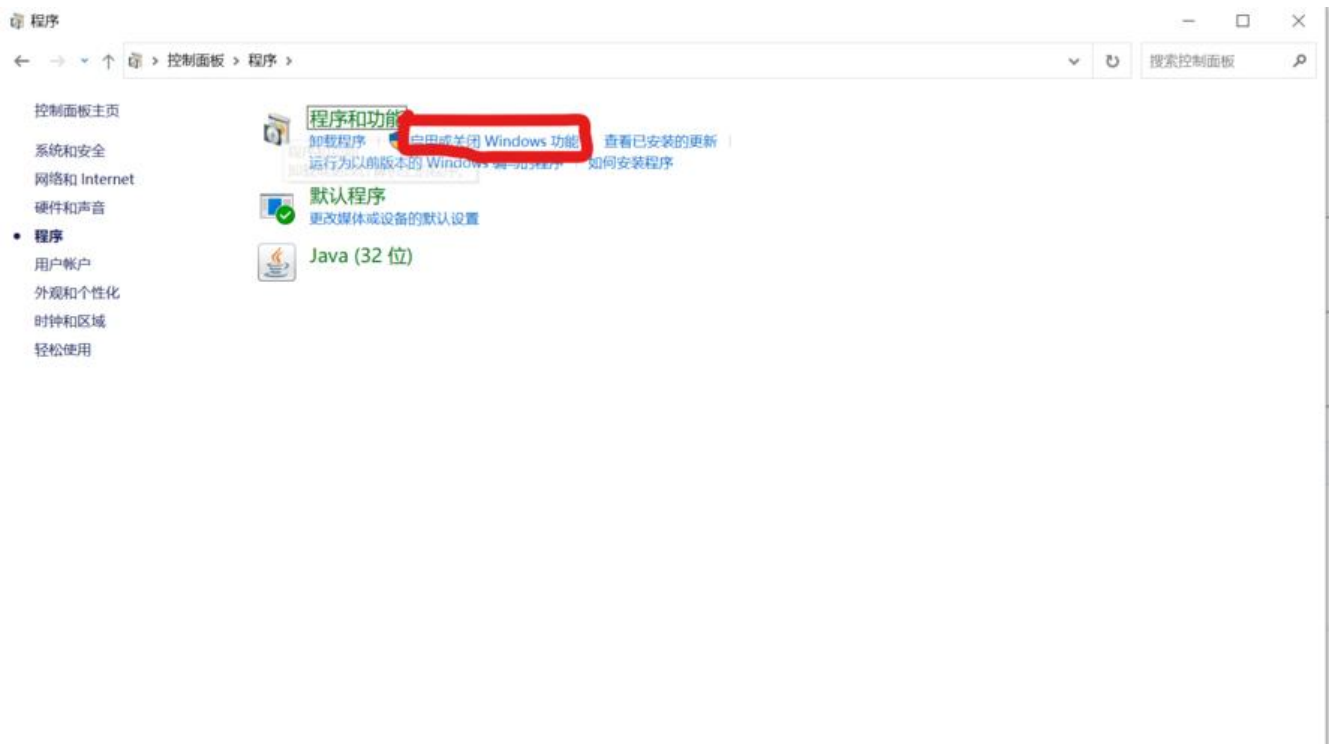 程序
控制面板 > 程序 >
搜索控制面板
控制面板主页
系统和安全
网络和 Internet
硬件和声音
程序
用户帐户
外观和个性化
时钟和区域
轻松使用
程序和功能
卸载程序 启用或关闭 Windows 功能 查看已安装的更新
运行为以前版本的 Windows 编写的程序 如何安装程序
默认程序
更改媒体或设备的默认设置
Java (32 位)